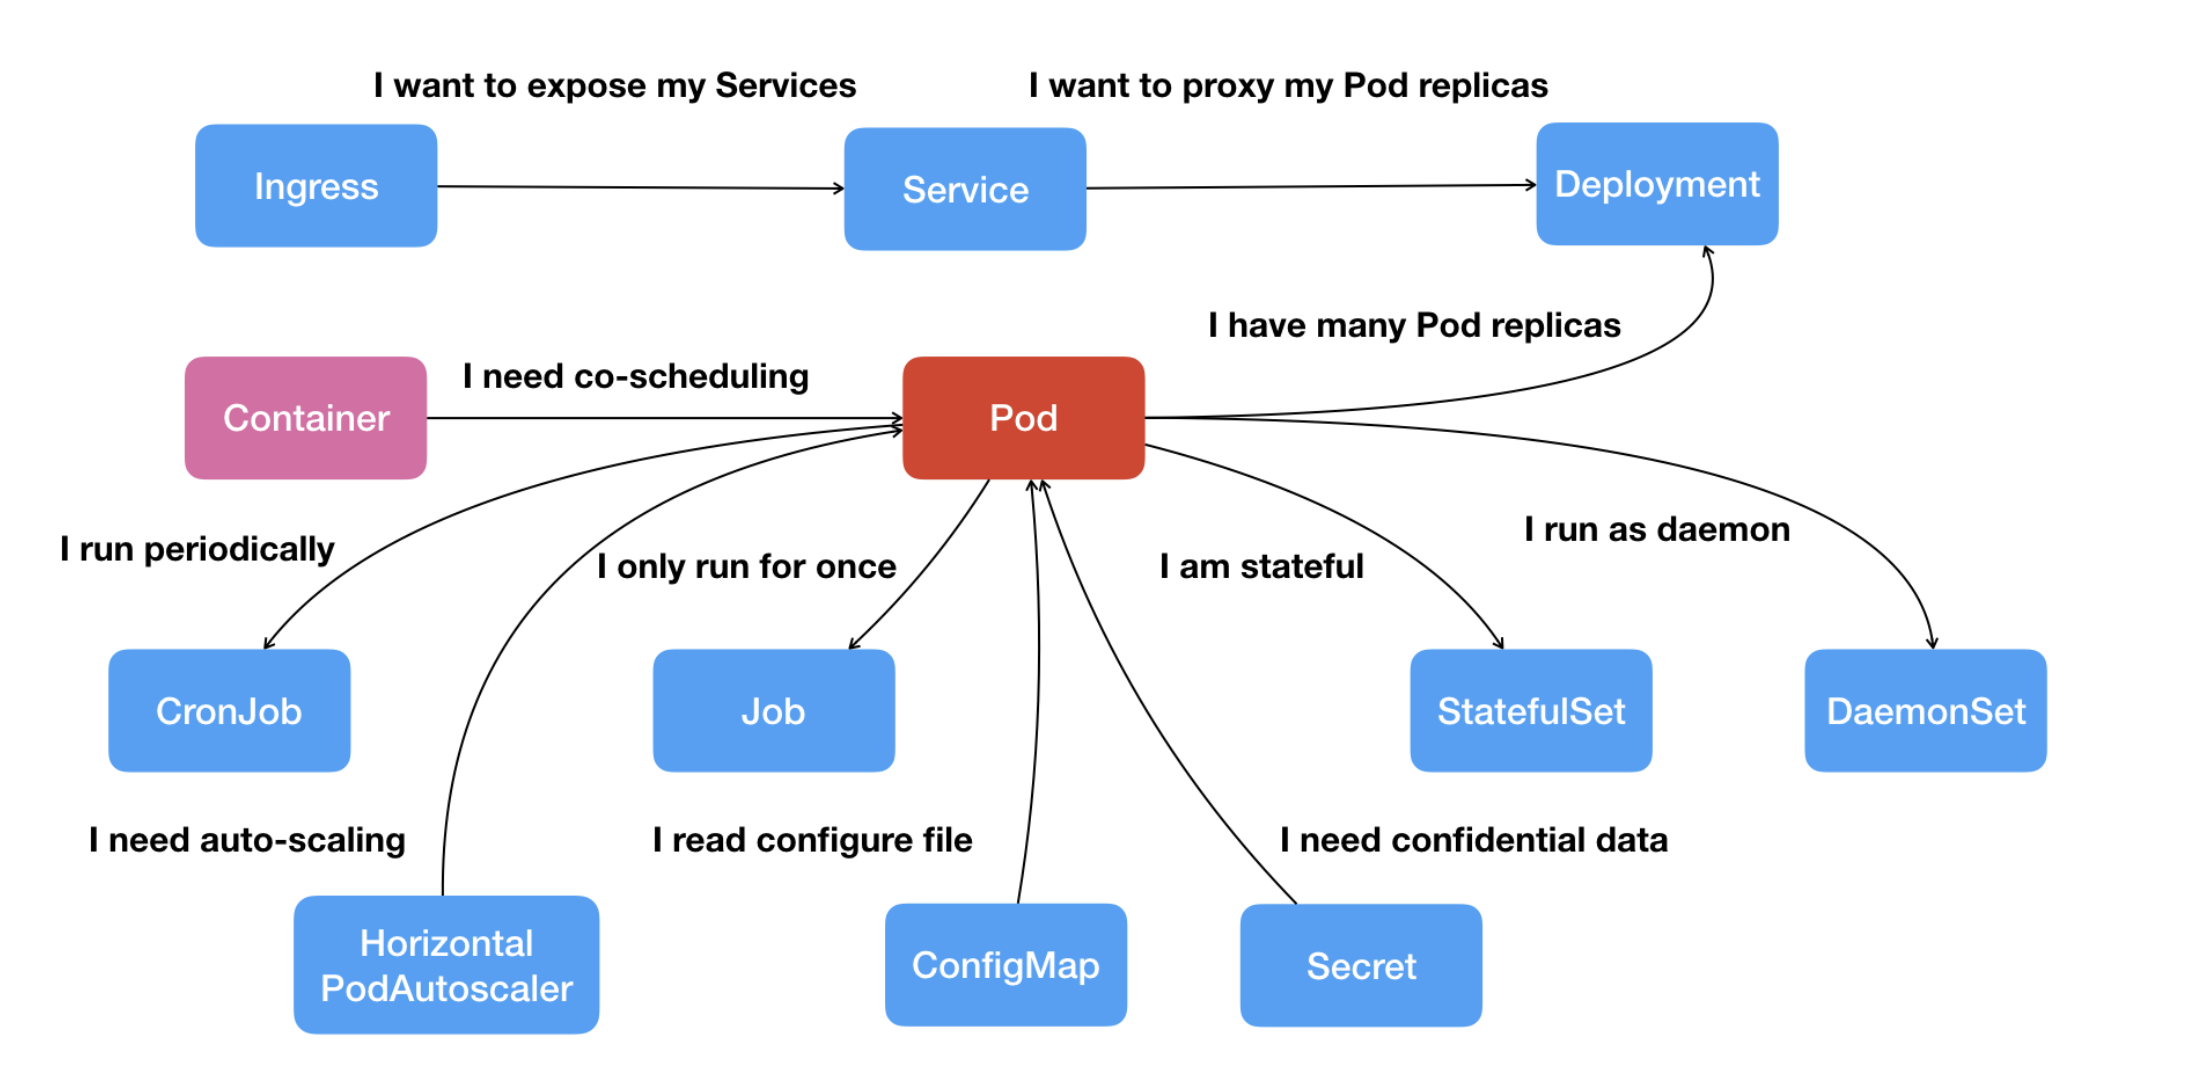 I want to expose my Services
I want to proxy my Pod replicas
Ingress
Service
Deployment
I have many Pod replicas
I need co-scheduling
Container
Pod
I run periodically
I only run for once
I am stateful
I run as daemon
CronJob
Job
StatefulSet
DaemonSet
I need auto-scaling
I read configure file
I need confidential data
Horizontal
PodAutoscaler
ConfigMap
Secret